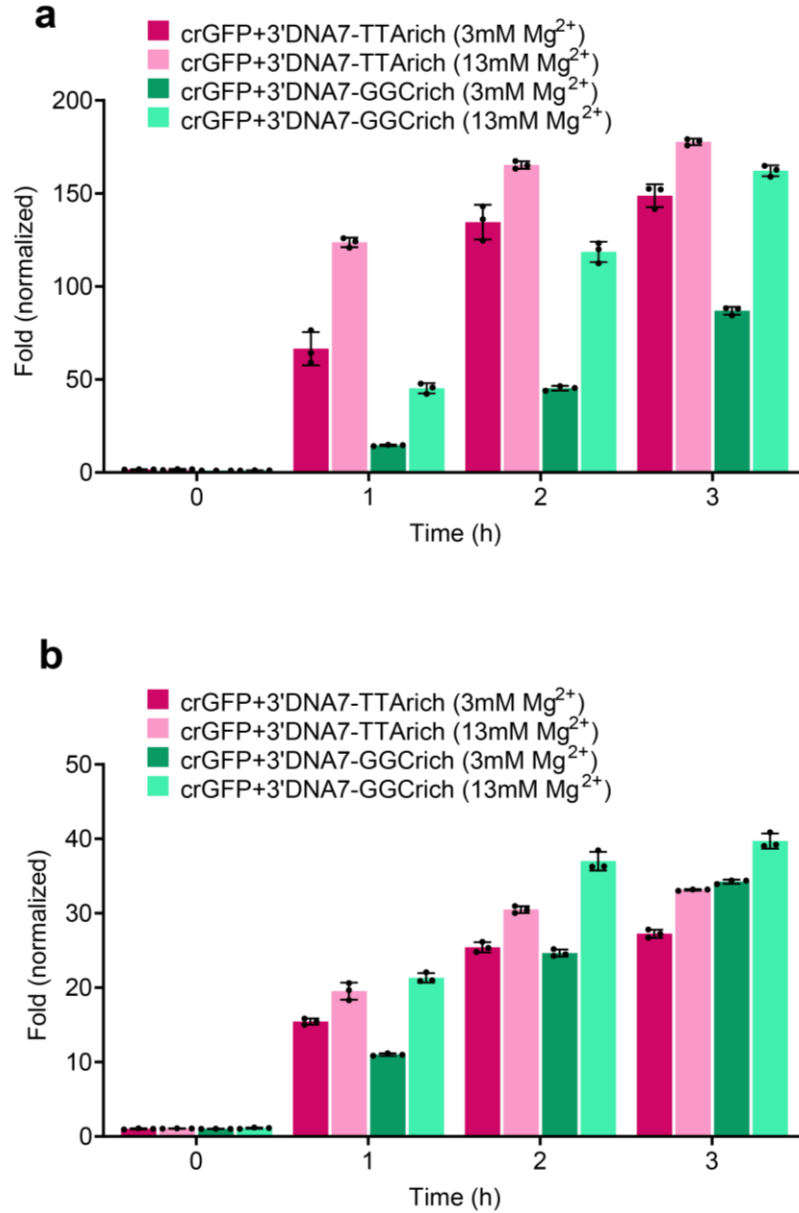 a
crGFP+3'DNA7-TTArich (3mM Mg²⁺)
crGFP+3'DNA7-TTArich (13mM Mg²⁺)
crGFP+3'DNA7-GGCrich (3mM Mg²⁺)
crGFP+3'DNA7-GGCrich (13mM Mg²⁺)
Fold (normalized)
200
150
100
50
0
0 1 2 3
Time (h)
b
crGFP+3'DNA7-TTArich (3mM Mg²⁺)
crGFP+3'DNA7-TTArich (13mM Mg²⁺)
crGFP+3'DNA7-GGCrich (3mM Mg²⁺)
crGFP+3'DNA7-GGCrich (13mM Mg²⁺)
Fold (normalized)
50
40
30
20
10
0
0 1 2 3
Time (h)